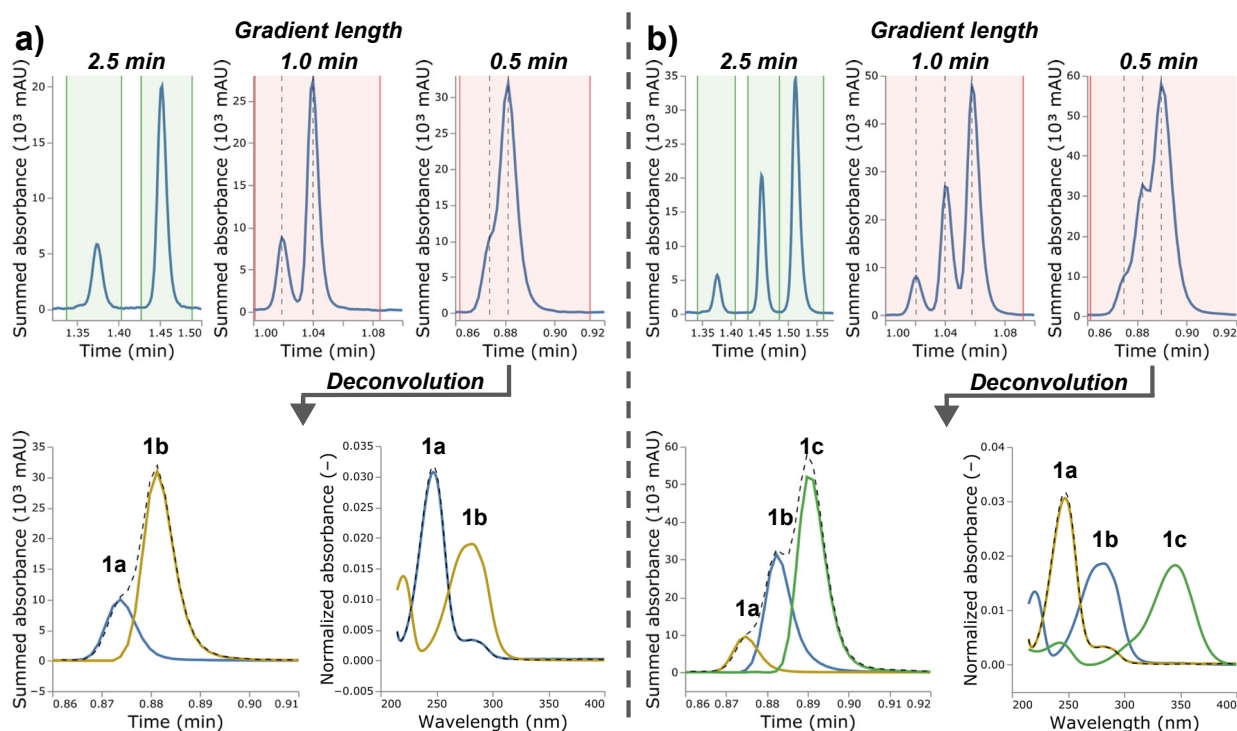 a)
Gradient length
2.5 min 1.0 min 0.5 min
Summed absorbance (10³ mAU)
20
15
10
5
0
1.35 1.40 1.45 1.50
Time (min)
Summed absorbance (10³ mAU)
25
20
15
10
5
0
1.00 1.04 1.08
Time (min)
Summed absorbance (10³ mAU)
30
25
20
15
10
5
0
0.86 0.88 0.90 0.92
Time (min)
Deconvolution
Summed absorbance (10³ mAU)
35
30
25
20
15
10
5
0
−5
1a
1b
0.86 0.87 0.88 0.89 0.90 0.91
Time (min)
Normalized absorbance (−)
0.035
0.030
0.025
0.020
0.015
0.010
0.005
0.000
−0.005
1a
1b
200 250 300 350 400
Wavelength (nm)
b)
Gradient length
2.5 min 1.0 min 0.5 min
Summed absorbance (10³ mAU)
35
30
25
20
15
10
5
0
1.35 1.40 1.45 1.50 1.55
Time (min)
Summed absorbance (10³ mAU)
50
40
30
20
10
0
1.00 1.04 1.08
Time (min)
Summed absorbance (10³ mAU)
60
50
40
30
20
10
0
0.86 0.88 0.90 0.92
Time (min)
Deconvolution
Summed absorbance (10³ mAU)
60
50
40
30
20
10
0
1a
1b
1c
0.86 0.87 0.88 0.89 0.90 0.91 0.92
Time (min)
Normalized absorbance (−)
0.04
0.03
0.02
0.01
0.00
1a
1b
1c
200 250 300 350 400
Wavelength (nm)